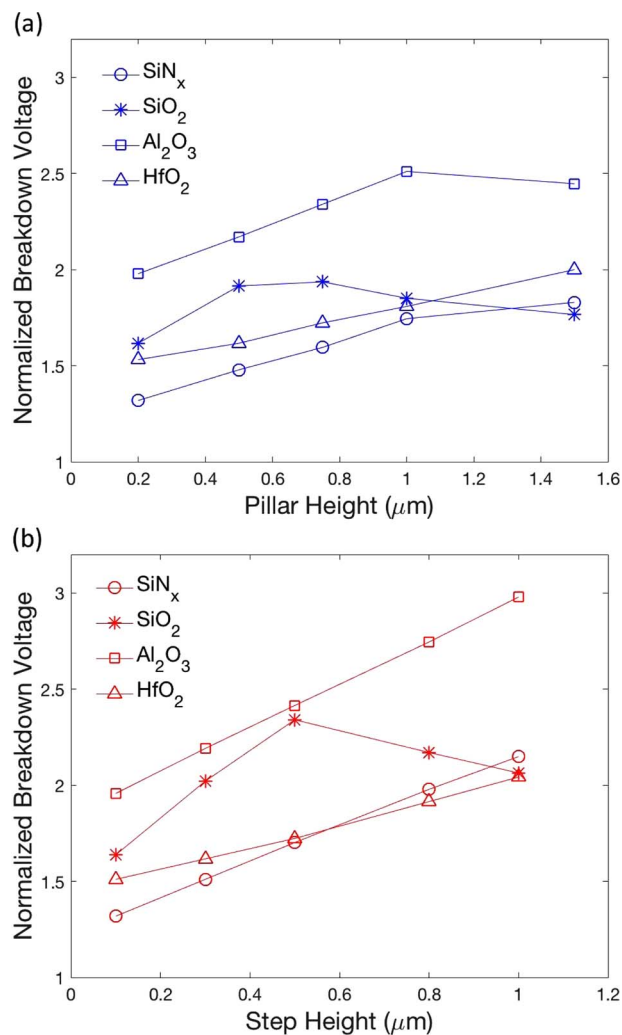 (a)
3
2.5
2
1.5
1
Normalized Breakdown Voltage
SiNx
SiO2
Al2O3
HfO2
0
0.2
0.4
0.6
0.8
1
1.2
1.4
1.6
Pillar Height (μm)
(b)
3
2.5
2
1.5
1
Normalized Breakdown Voltage
SiNx
SiO2
Al2O3
HfO2
0
0.2
0.4
0.6
0.8
1
1.2
Step Height (μm)